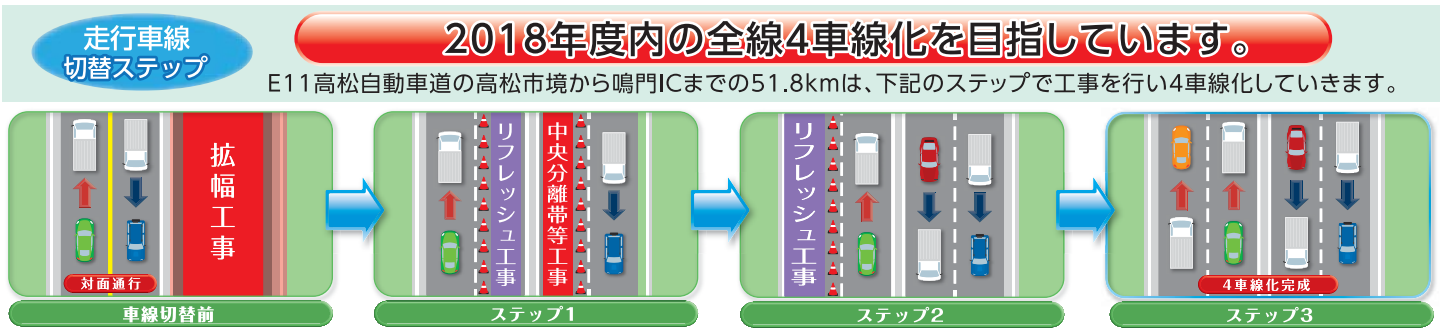 走行車線
切替ステップ
2018年度内の全線4車線化を目指しています。
E11高松自動車道の高松市境から鳴門ICまでの51.8kmは、下記のステップで工事を行い4車線化していきます。
拡幅工事
対面通行
車線切替前
リフレッシュ工事
中央分離帯等工事
ステップ1
リフレッシュ工事
ステップ2
4車線化完成
ステップ3